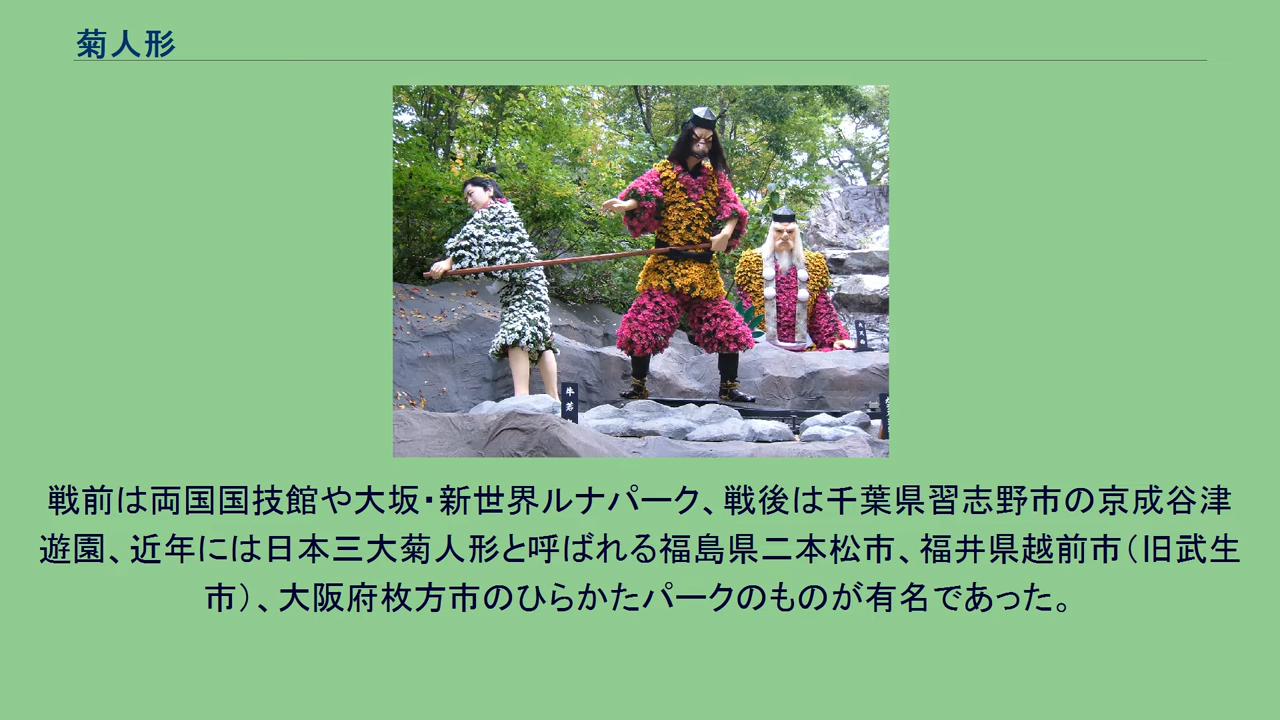 菊人形
牛若
戦前は両国国技館や大坂・新世界ルナパーク、戦後は千葉県習志野市の京成谷津
遊園、近年には日本三大菊人形と呼ばれる福島県二本松市、福井県越前市（旧武生
市）、大阪府枚方市のひらかたパークのものが有名であった。